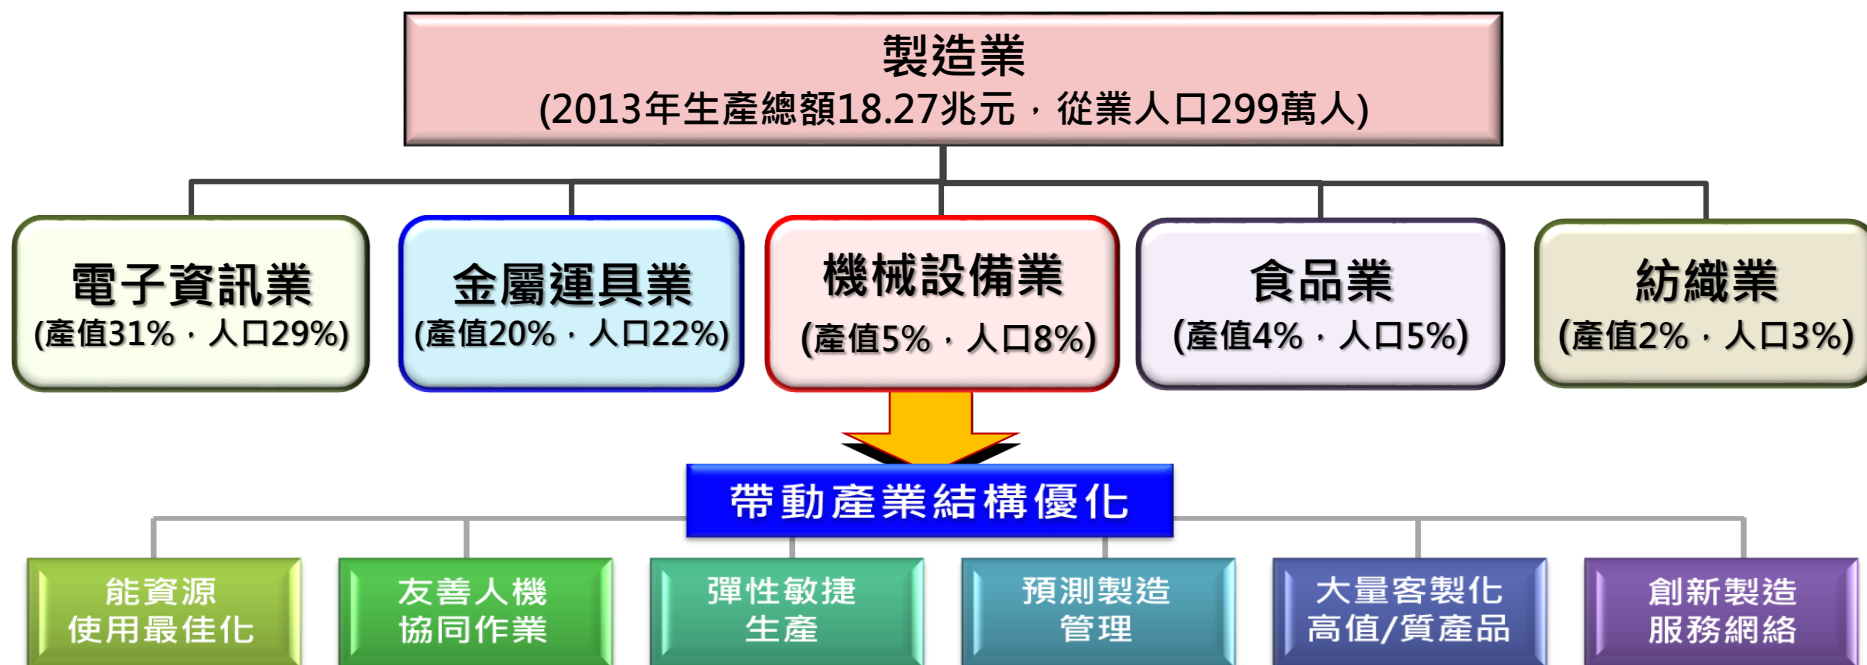 製造業
(2013年生產總額18.27兆元，從業人口299萬人)
電子資訊業
(產值31%，人口29%)
金屬運具業
(產值20%，人口22%)
機械設備業
(產值5%，人口8%)
食品業
(產值4%，人口5%)
紡織業
(產值2%，人口3%)
帶動產業結構優化
能資源
使用最佳化
友善人機
協同作業
彈性敏捷
生產
預測製造
管理
大量客製化
高值/質產品
創新製造
服務網絡